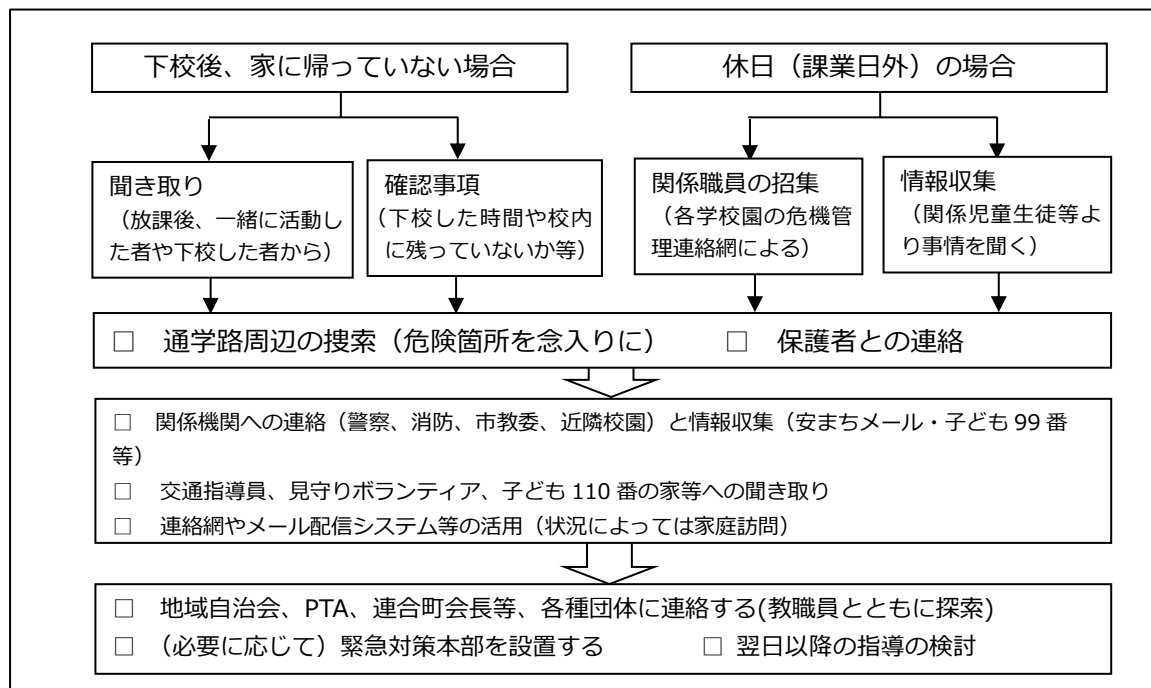 下校後、家に帰っていない場合
休日（課業日外）の場合
聞き取り
（放課後、一緒に活動し
た者や下校した者から）
確認事項
（下校した時間や校内
に残っていないか等）
関係職員の招集
（各学校園の危機管
理連絡網による）
情報収集
（関係児童生徒等よ
り事情を聞く）
□ 通学路周辺の捜索（危険箇所を念入りに） □ 保護者との連絡
□ 関係機関への連絡（警察、消防、市教委、近隣校園）と情報収集（安まちメール・子ども 99 番
等）
□ 交通指導員、見守りボランティア、子ども 110 番の家等への聞き取り
□ 連絡網やメール配信システム等の活用（状況によっては家庭訪問）
□ 地域自治会、PTA、連合町会長等、各種団体に連絡する(教職員とともに探索)
□ （必要に応じて）緊急対策本部を設置する □ 翌日以降の指導の検討